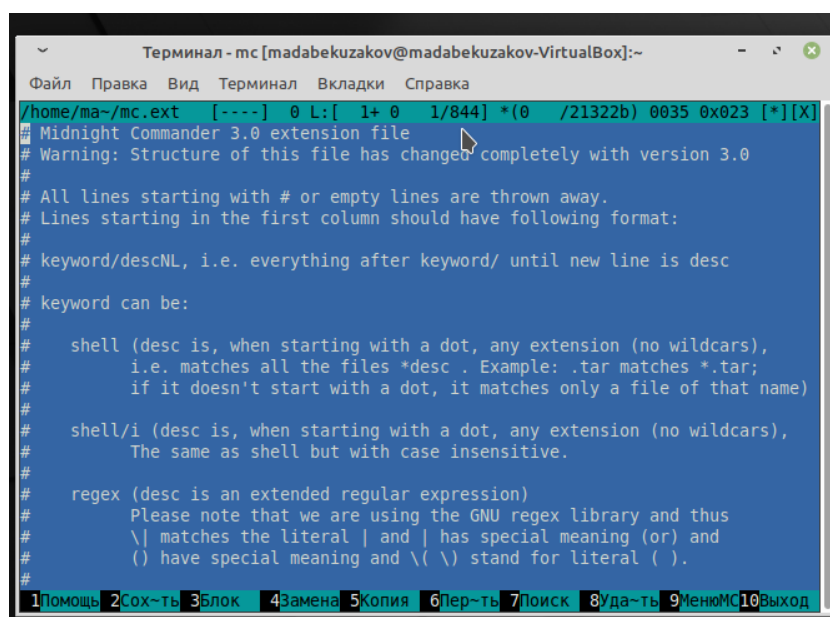 Терминал - mc [madabekuzakov@madabekuzakov-VirtualBox]:~
Файл Правка Вид Терминал Вкладки Справка
/home/ma~/mc.ext [----] 0 L:[ 1+ 0 1/844] *(0 /21322b) 0035 0x023 [*][X]
# Midnight Commander 3.0 extension file
# Warning: Structure of this file has changed completely with version 3.0
#
# All lines starting with # or empty lines are thrown away.
# Lines starting in the first column should have following format:
#
# keyword/descNL, i.e. everything after keyword/ until new line is desc
#
# keyword can be:
#
# shell (desc is, when starting with a dot, any extension (no wildcars),
# i.e. matches all the files *desc . Example: .tar matches *.tar;
# if it doesn't start with a dot, it matches only a file of that name)
#
# shell/i (desc is, when starting with a dot, any extension (no wildcars),
# The same as shell but with case insensitive.
#
# regex (desc is an extended regular expression)
# Please note that we are using the GNU regex library and thus
# \| matches the literal | and | has special meaning (or) and
# () have special meaning and \( \) stand for literal ( ).
#
1Помощь 2Сох~ть 3Блок 4Замена 5Копия 6Пер~ть 7Поиск 8Уда~ть 9МенюMC 10Выход